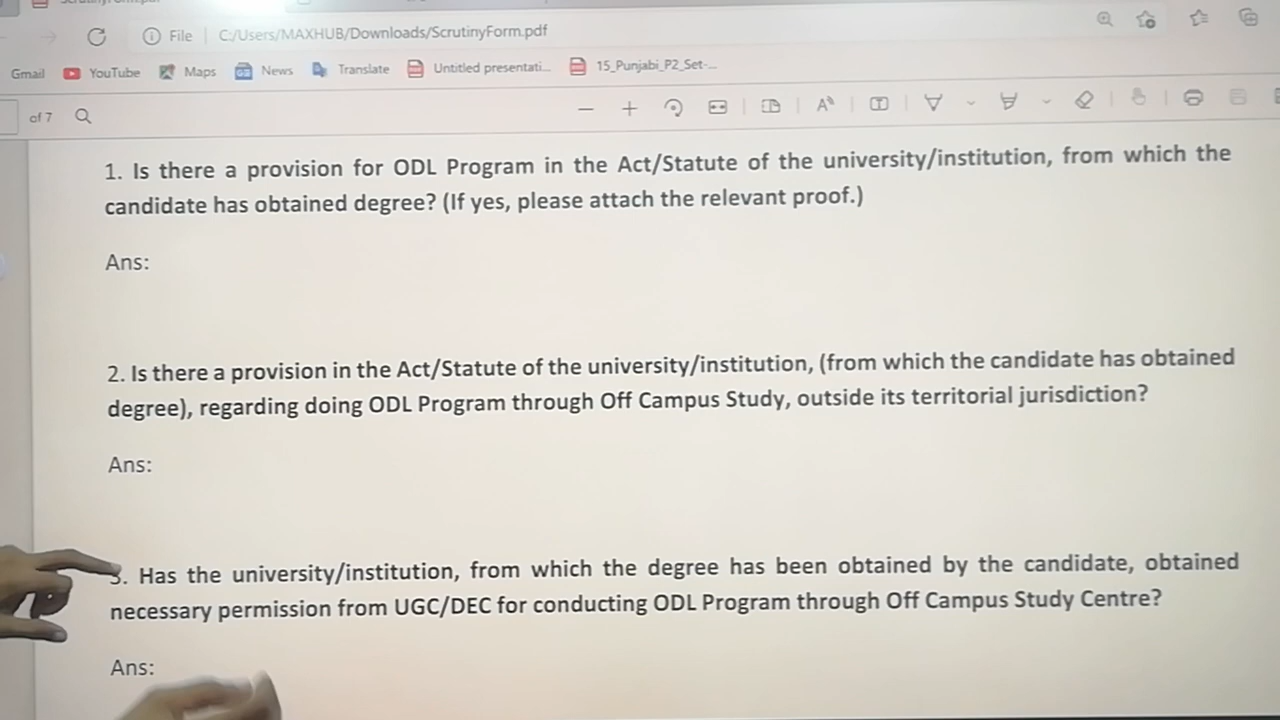 File C:/Users/MAXHUB/Downloads/ScrutinyForm.pdf
Gmail YouTube Maps News Translate Untitled presentati... 15_Punjabi_P2_Set-...
of 7
1. Is there a provision for ODL Program in the Act/Statute of the university/institution, from which the
candidate has obtained degree? (If yes, please attach the relevant proof.)
Ans:
2. Is there a provision in the Act/Statute of the university/institution, (from which the candidate has obtained
degree), regarding doing ODL Program through Off Campus Study, outside its territorial jurisdiction?
Ans:
3. Has the university/institution, from which the degree has been obtained by the candidate, obtained
necessary permission from UGC/DEC for conducting ODL Program through Off Campus Study Centre?
Ans: